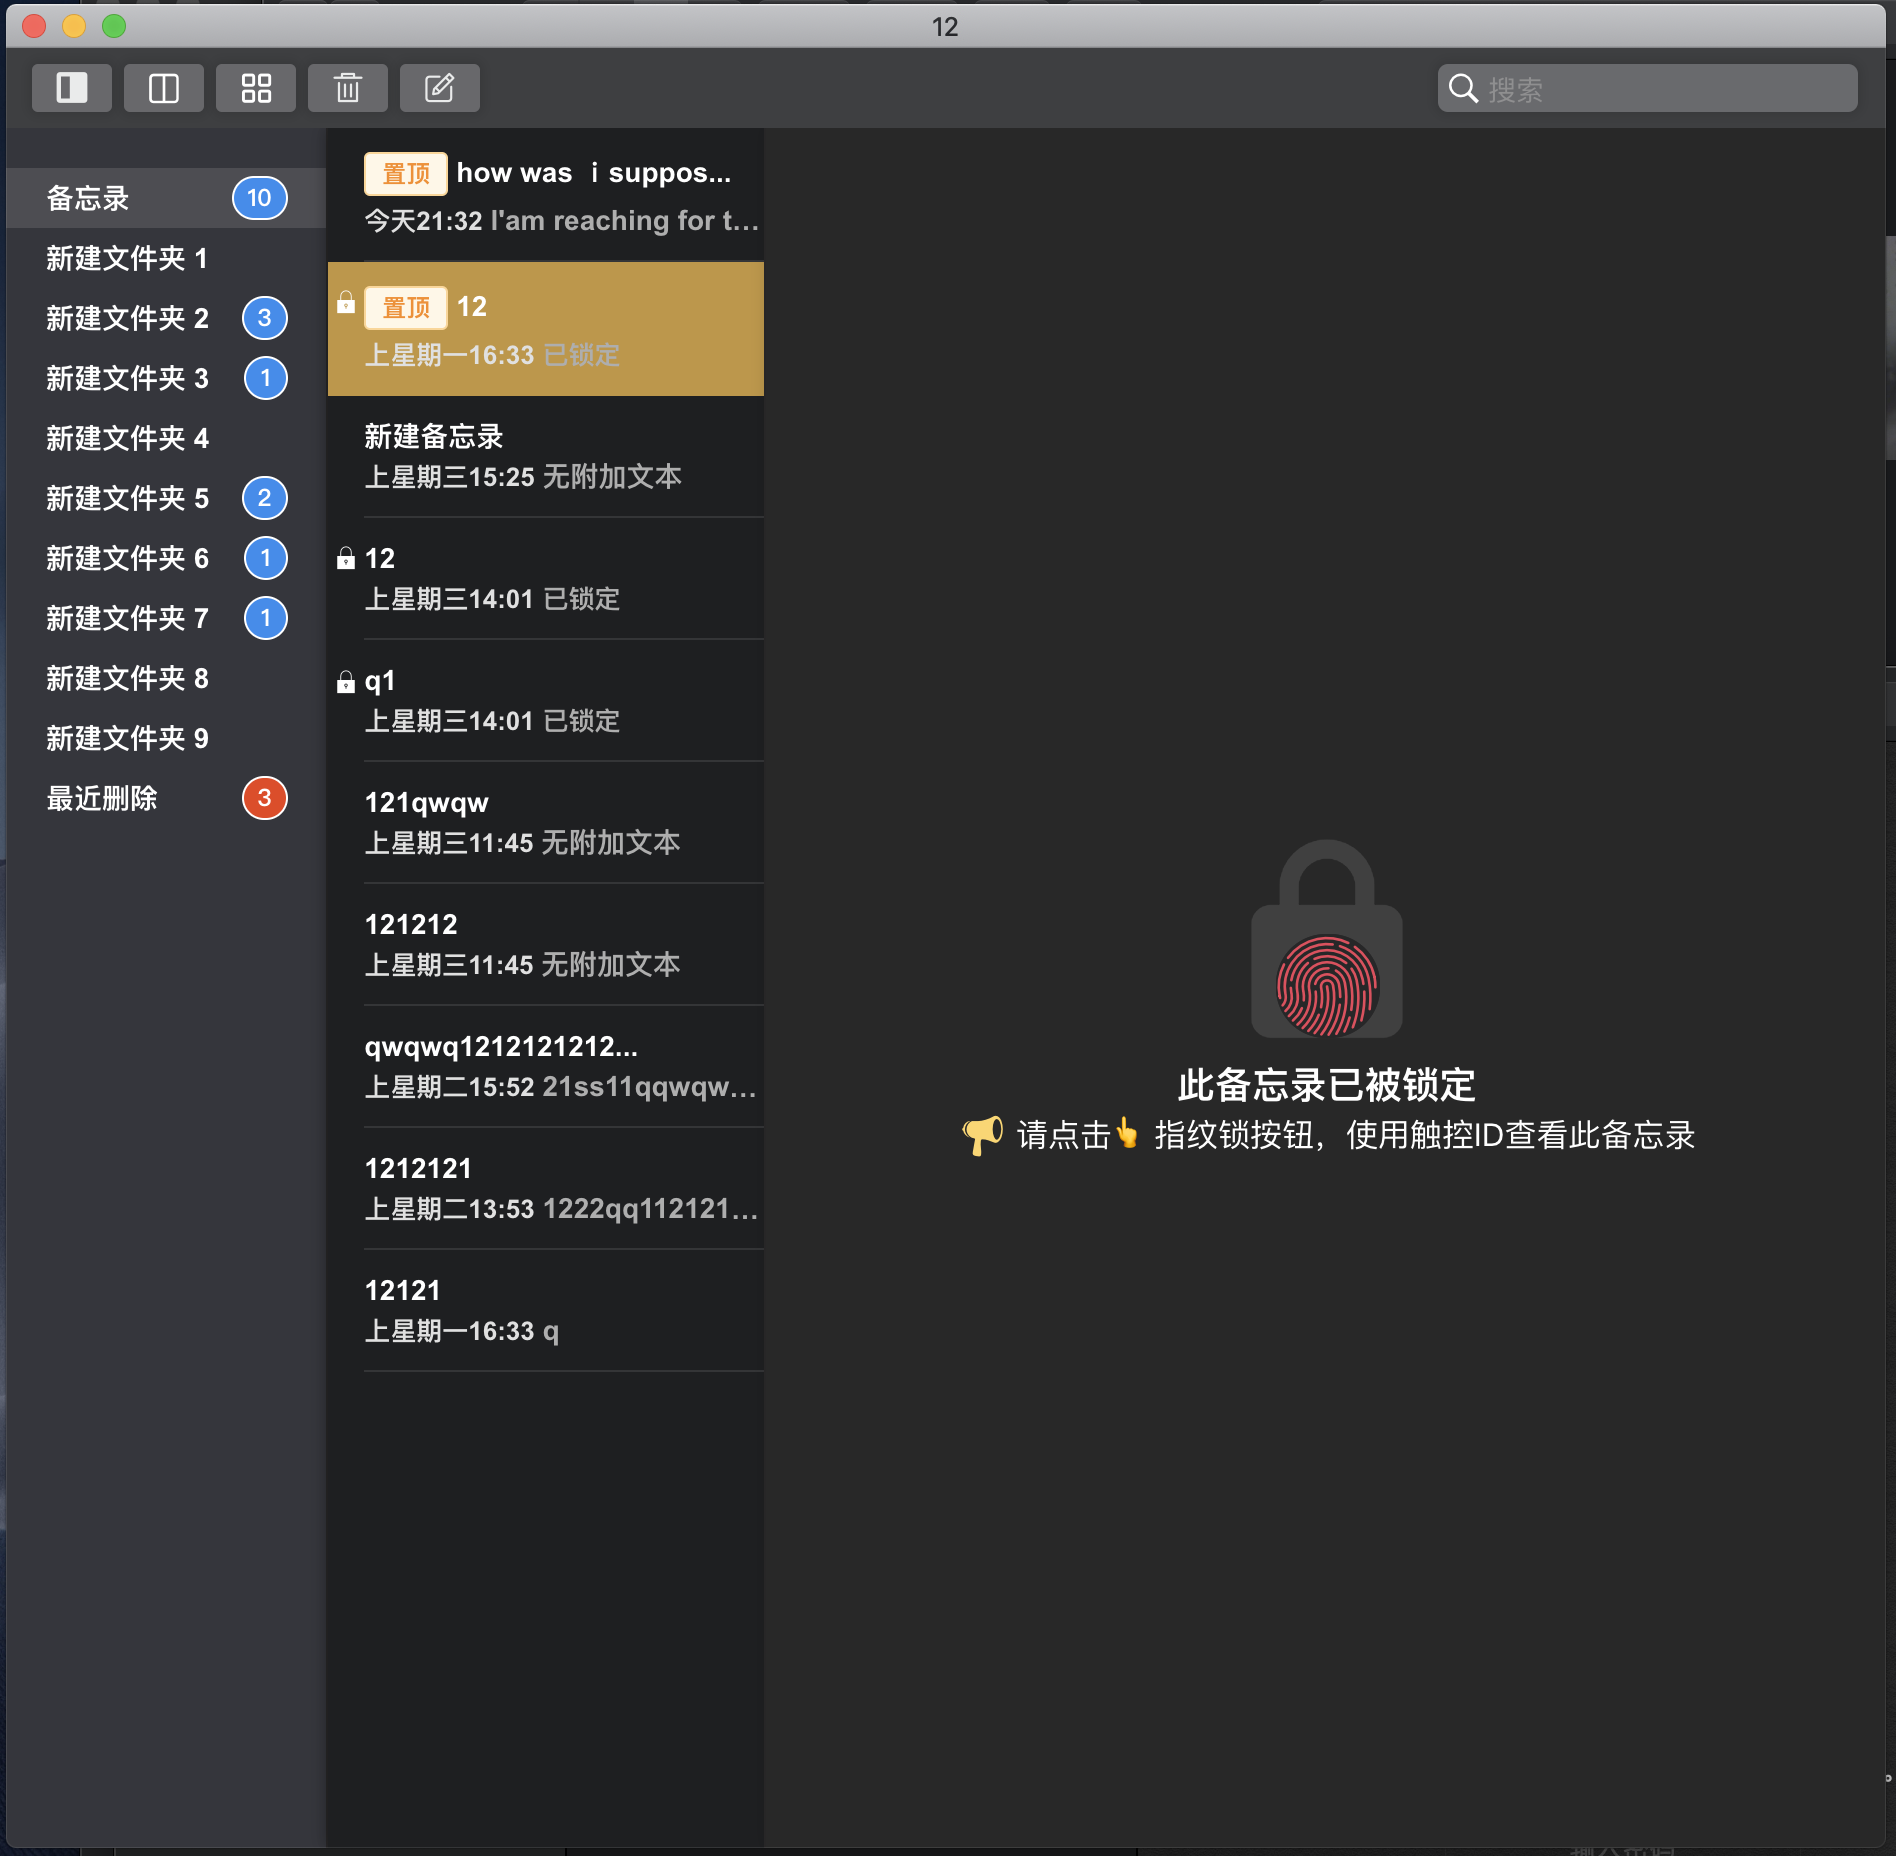 12
搜索
备忘录 10
新建文件夹 1
新建文件夹 2 3
新建文件夹 3 1
新建文件夹 4
新建文件夹 5 2
新建文件夹 6 1
新建文件夹 7 1
新建文件夹 8
新建文件夹 9
最近删除 3
置顶 how was i suppos...
今天21:32 I'am reaching for t...
置顶 12
上星期一16:33 已锁定
新建备忘录
上星期三15:25 无附加文本
12
上星期三14:01 已锁定
q1
上星期三14:01 已锁定
121qwqw
上星期三11:45 无附加文本
121212
上星期三11:45 无附加文本
qwqwq1212121212...
上星期二15:52 21ss11qqwqw...
1212121
上星期二13:53 1222qq112121...
12121
上星期一16:33 q
此备忘录已被锁定
请点击👆 指纹锁按钮，使用触控ID查看此备忘录